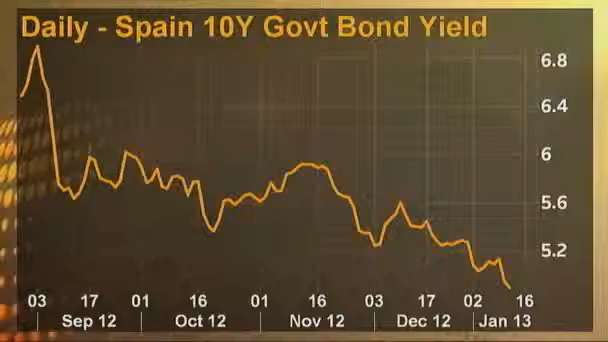 Daily - Spain 10Y Govt Bond Yield
6.8
6.4
6
5.6
5.2
03 17 01 16 01 16 03 17 02 16
Sep 12 Oct 12 Nov 12 Dec 12 Jan 13